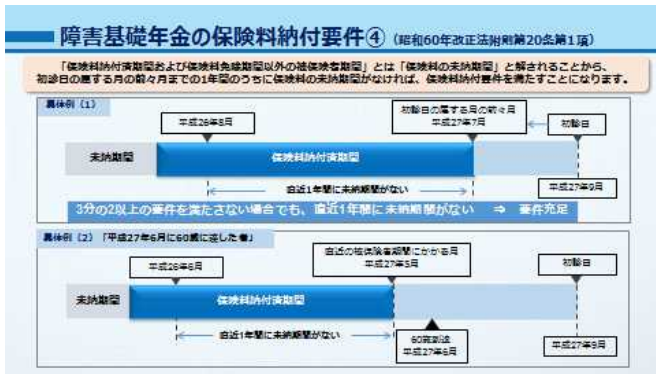 障害基礎年金の保険料納付要件④（昭和60年改正法附則第20条第1項）
「保険料納付済期間および保険料免除期間以外の被保険者期間」とは「保険料の未納期間」と解されることから、
初診日の属する月の前々月までの1年間のうちに保険料の未納期間がなければ、保険料納付要件を満たすことになります。
具体例（1）
平成26年8月
初診日の属する月の前々月
平成27年7月
初診日
未納期間
保険料納付済期間
直近1年間に未納期間がない
平成27年9月
3分の2以上の要件を満たさない場合でも、直近1年間に未納期間がない ⇒ 要件充足
具体例（2）「平成27年6月に60歳に達した者」
平成26年6月
直近の被保険者期間にかかる月
平成27年5月
初診日
未納期間
保険料納付済期間
直近1年間に未納期間がない
60歳到達
平成27年6月
平成27年9月